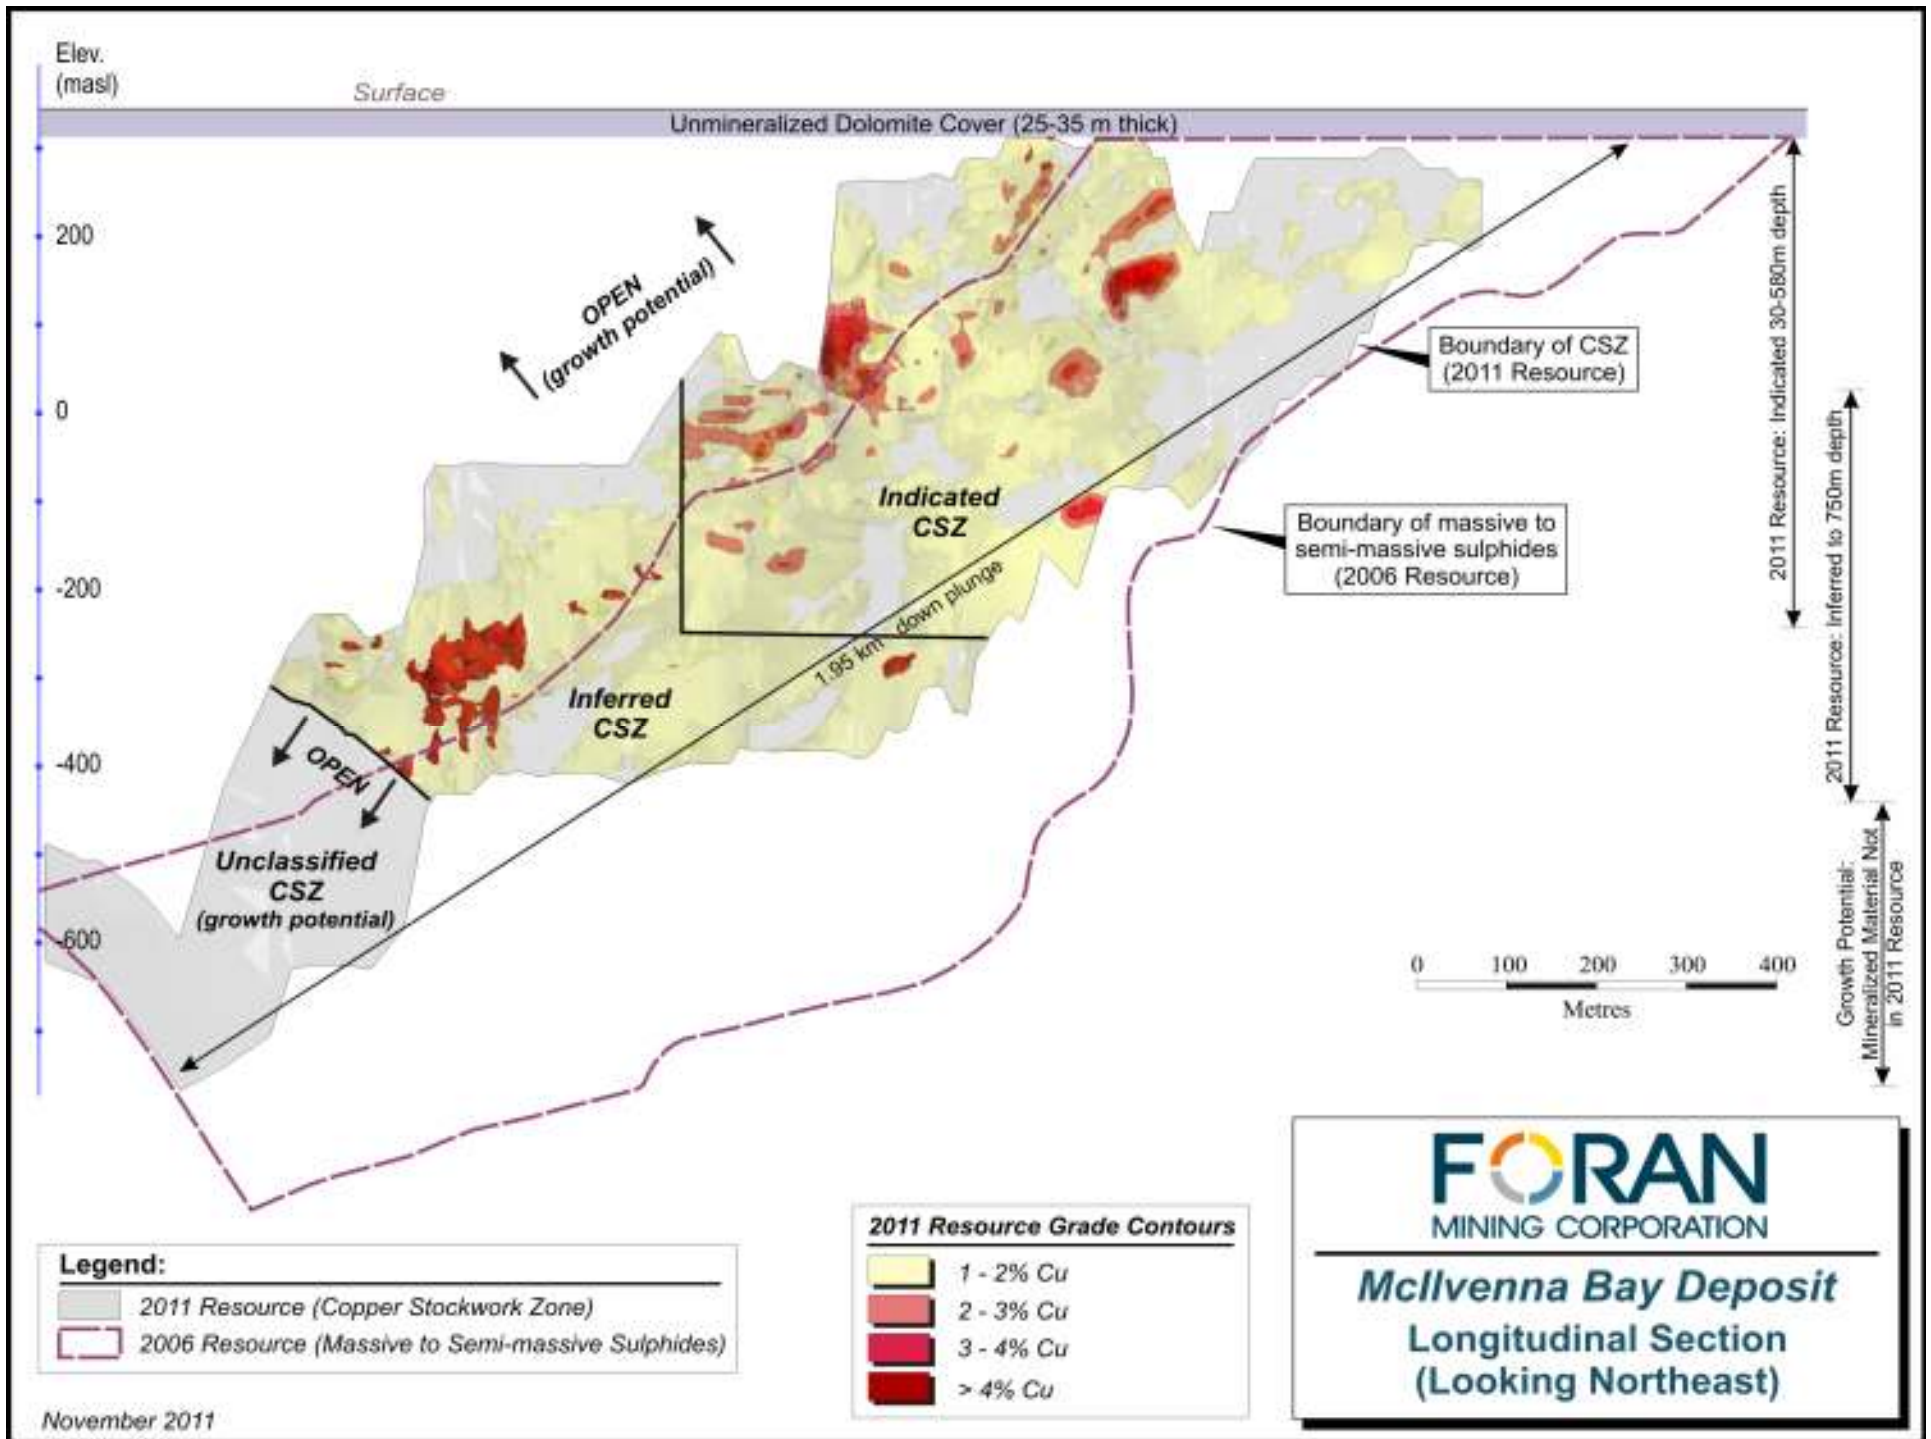 Elev.
(masl)
Surface
Unmineralized Dolomite Cover (25-35 m thick)
200
0
-200
-400
-600
OPEN
(growth potential)
Indicated
CSZ
Inferred
CSZ
1.95 km down plunge
OPEN
Unclassified
CSZ
(growth potential)
Boundary of CSZ
(2011 Resource)
Boundary of massive to
semi-massive sulphides
(2006 Resource)
2011 Resource: Indicated 30-580m depth
2011 Resource: Inferred to 750m depth
Growth Potential:
Mineralized Material Not
in 2011 Resource
0 100 200 300 400
Metres
Legend:
2011 Resource (Copper Stockwork Zone)
2006 Resource (Massive to Semi-massive Sulphides)
November 2011
2011 Resource Grade Contours
1 - 2% Cu
2 - 3% Cu
3 - 4% Cu
> 4% Cu
FORAN
MINING CORPORATION
McIlvenna Bay Deposit
Longitudinal Section
(Looking Northeast)